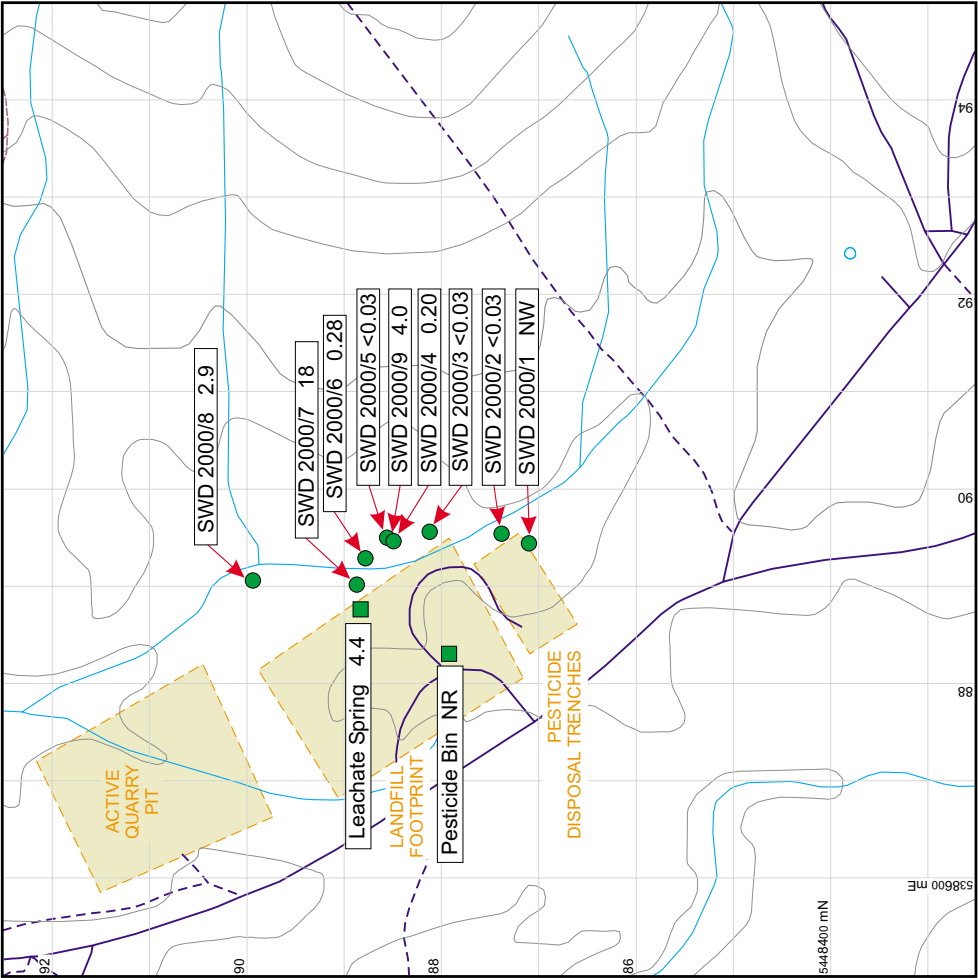 SWD 2000/8 2.9
SWD 2000/7 18
SWD 2000/6 0.28
SWD 2000/5 <0.03
SWD 2000/9 4.0
SWD 2000/4 0.20
SWD 2000/3 <0.03
SWD 2000/2 <0.03
SWD 2000/1 NW
Leachate Spring 4.4
Pesticide Bin NR
ACTIVE
QUARRY
PIT
LANDFILL
FOOTPRINT
PESTICIDE
DISPOSAL TRENCHES
92
90
88
86
5448400 mN
538600 mE
88
90
92
94